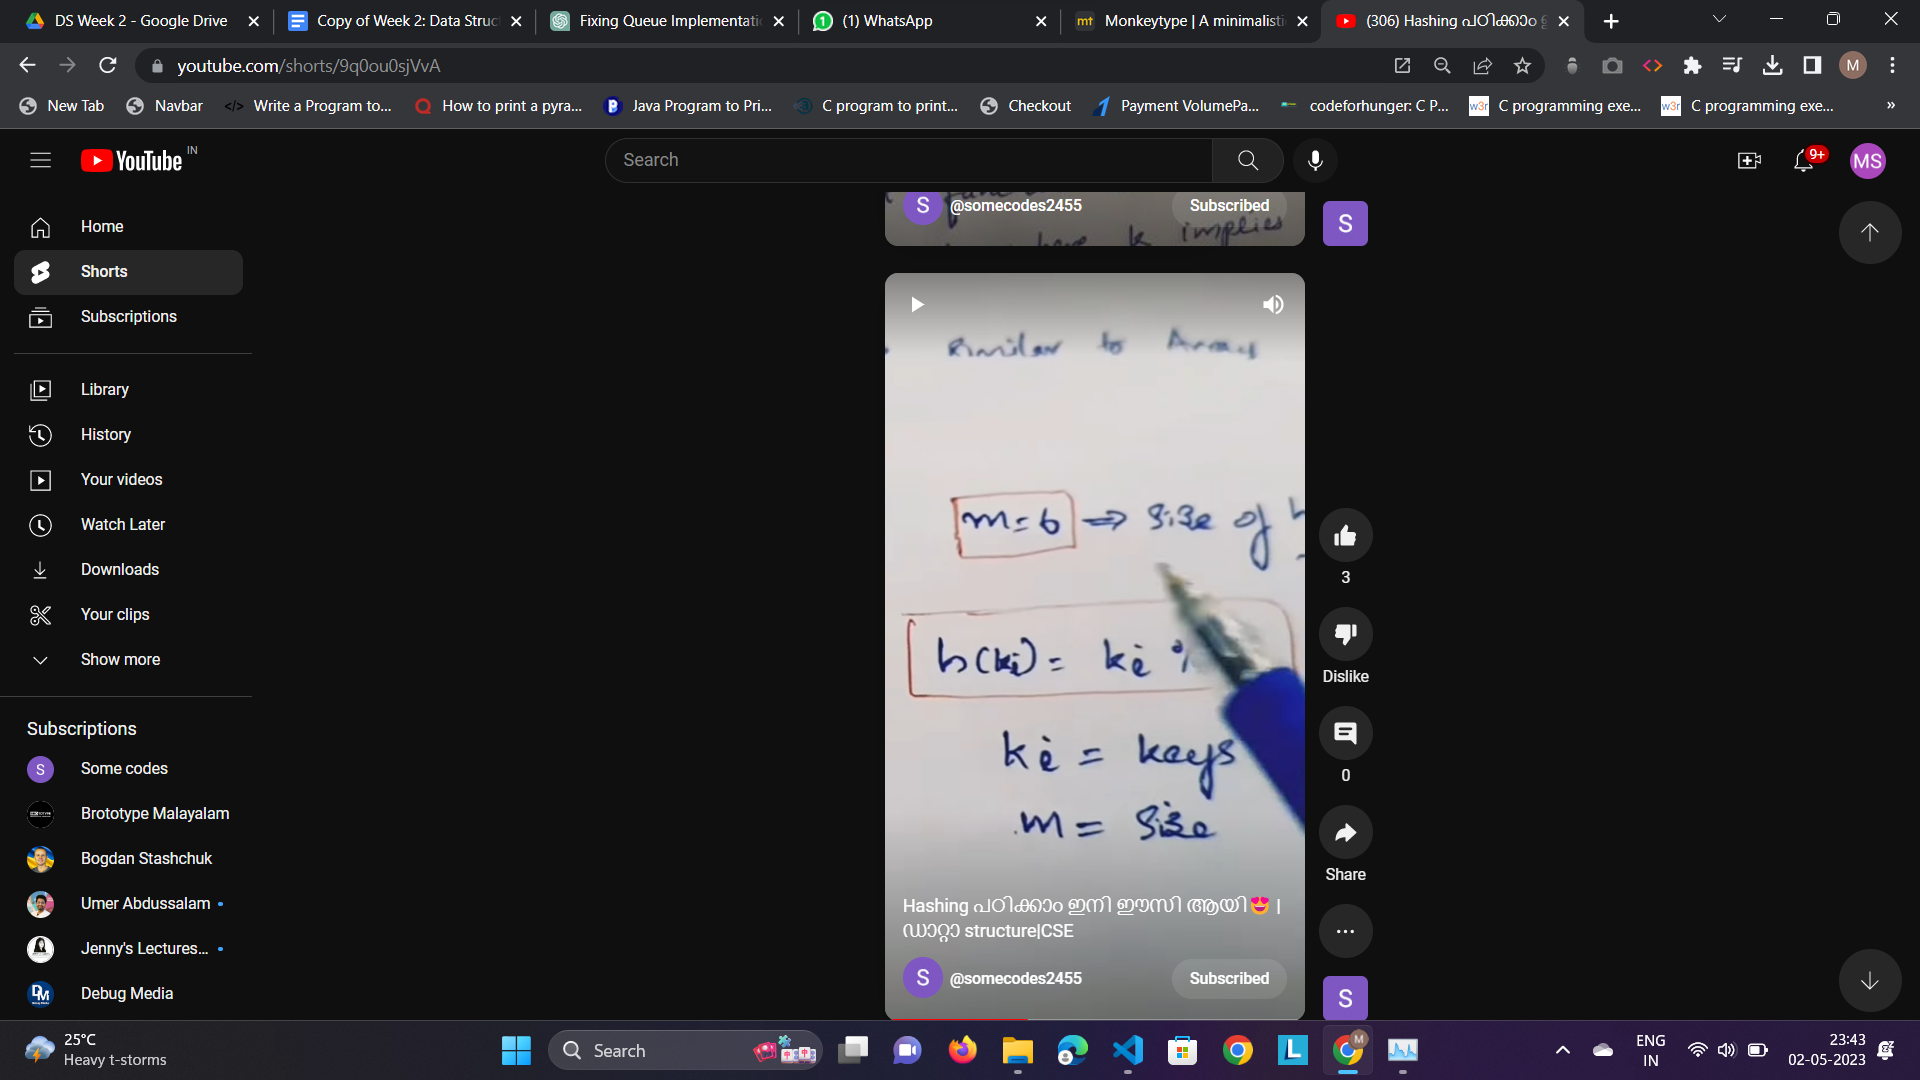 DS Week 2 - Google Drive
Copy of Week 2: Data Struc
Fixing Queue Implementati
(1) WhatsApp
Monkeytype | A minimalisti
(306) Hashing പഠിക്കാം ഇ
youtube.com/shorts/9q0ou0sjVvA
M
New Tab
Navbar
Write a Program to...
How to print a pyra...
Java Program to Pri...
C program to print...
Checkout
Payment VolumePa...
codeforhunger: C P...
C programming exe...
C programming exe...
»
YouTube IN
Search
9+
MS
Home
Shorts
Subscriptions
Library
History
Your videos
Watch Later
Downloads
Your clips
Show more
Subscriptions
Some codes
Brototype Malayalam
Bogdan Stashchuk
Umer Abdussalam
Jenny's Lectures...
Debug Media
have k implies
S @somecodes2455 Subscribed
S
Similar to Array
m=6 => size of
h(ki) = ki %
ki = keys
m = size
Hashing പഠിക്കാം ഇനി ഈസി ആയി😍 |
ഡാറ്റാ structure|CSE
S @somecodes2455 Subscribed
3
Dislike
0
Share
S
25°C
Heavy t-storms
Search
ENG
IN
23:43
02-05-2023